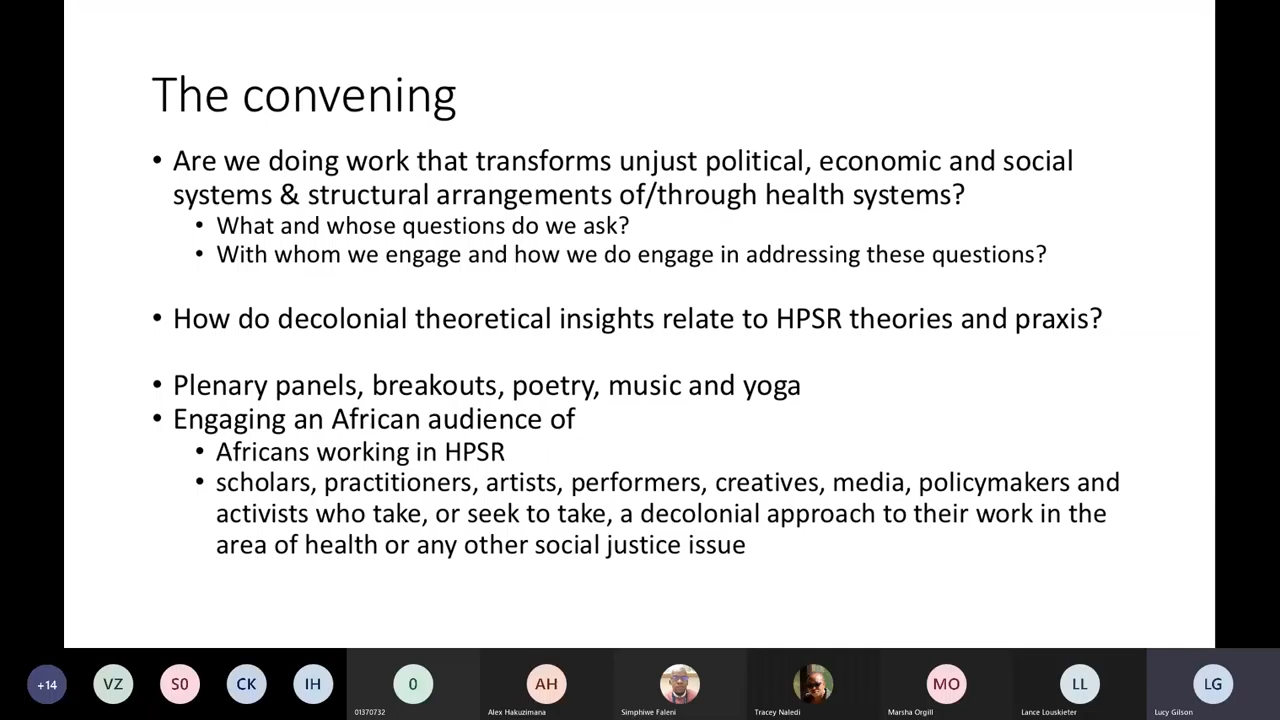 The convening
• Are we doing work that transforms unjust political, economic and social
systems & structural arrangements of/through health systems?
• What and whose questions do we ask?
• With whom we engage and how we do engage in addressing these questions?
• How do decolonial theoretical insights relate to HPSR theories and praxis?
• Plenary panels, breakouts, poetry, music and yoga
• Engaging an African audience of
• Africans working in HPSR
• scholars, practitioners, artists, performers, creatives, media, policymakers and
activists who take, or seek to take, a decolonial approach to their work in the
area of health or any other social justice issue
+14 VZ S0 CK IH 0 AH MO LL LG
01370732 Alex Hakuzimana Simphiwe Faleni Tracey Naledi Marsha Orgill Lance Louskieter Lucy Gilson